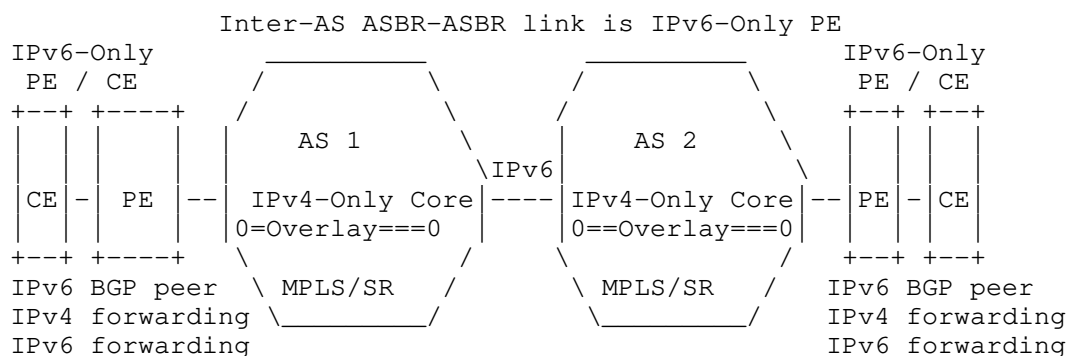 Inter-AS ASBR-ASBR link is IPv6-Only PE
IPv6-Only IPv6-Only
PE / CE PE / CE
AS 1 AS 2
IPv6
CE PE IPv4-Only Core IPv4-Only Core PE CE
0=Overlay===0 0==Overlay===0
IPv6 BGP peer MPLS/SR MPLS/SR IPv6 BGP peer
IPv4 forwarding IPv4 forwarding
IPv6 forwarding IPv6 forwarding